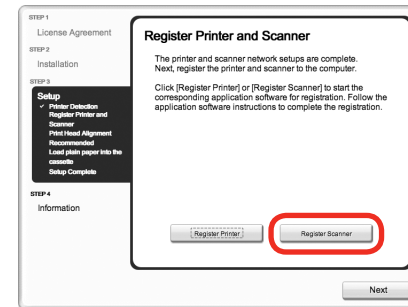 STEP 1
License Agreement
STEP 2
Installation
STEP 3
Setup
✓ Printer Detection
Register Printer and
Scanner
Print Head Alignment
Recommended
Load plain paper into the
cassette
Setup Complete
STEP 4
Information
Register Printer and Scanner
The printer and scanner network setups are complete.
Next, register the printer and scanner to the computer.
Click [Register Printer] or [Register Scanner] to start the
corresponding application software for registration. Follow the
application software instructions to complete the registration.
Register Printer
Register Scanner
Next